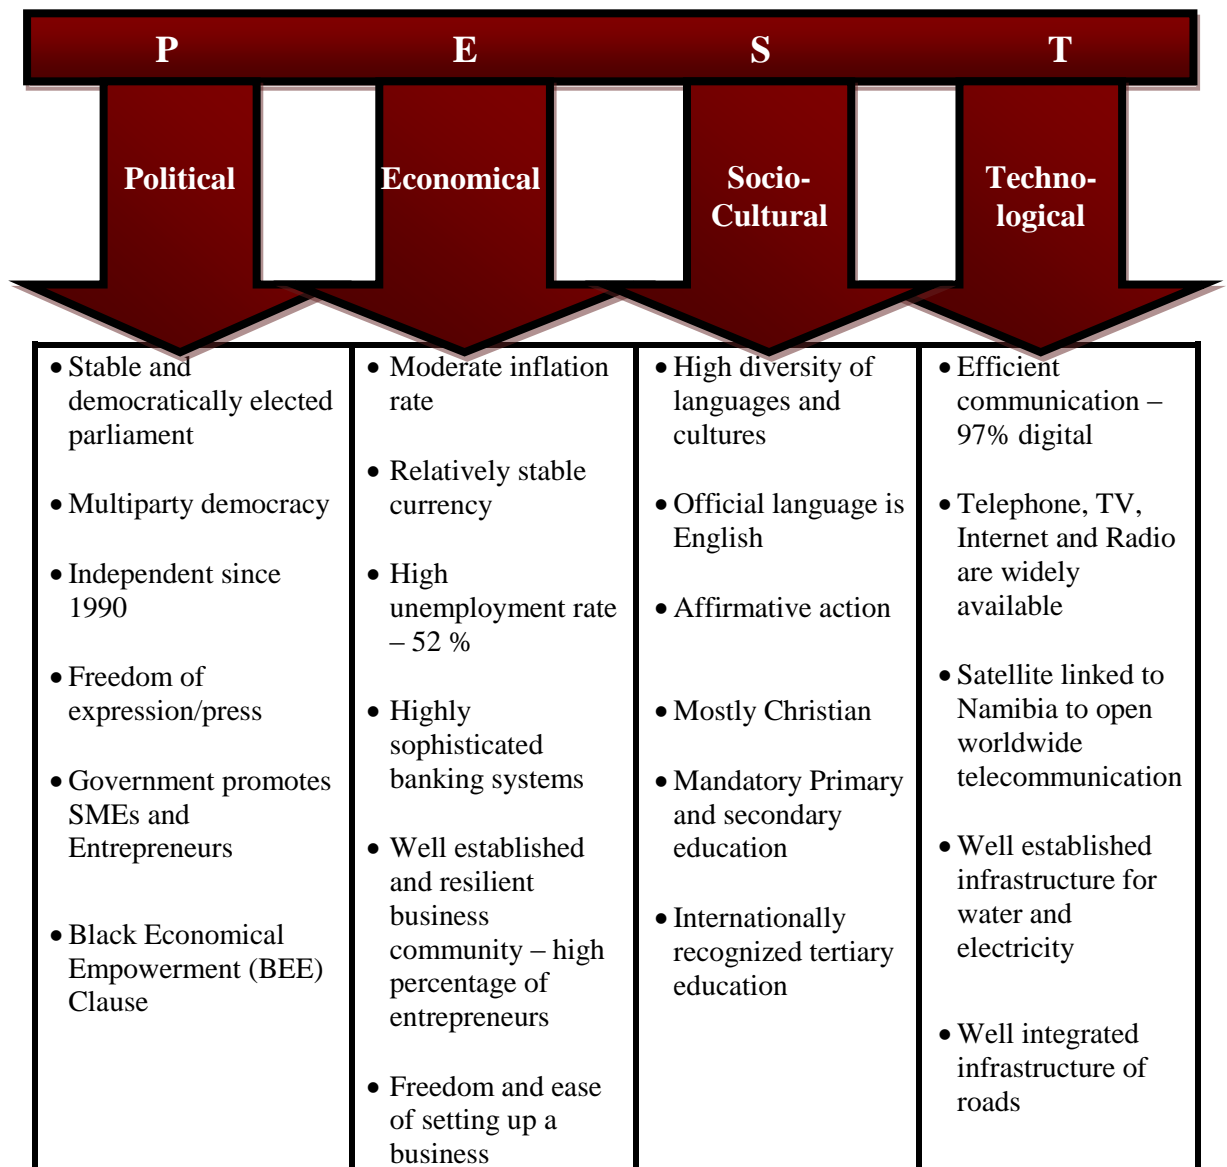 P E S T
Political
Economical
Socio-
Cultural
Techno-
logical
• Stable and
democratically elected
parliament
• Multiparty democracy
• Independent since
1990
• Freedom of
expression/press
• Government promotes
SMEs and
Entrepreneurs
• Black Economical
Empowerment (BEE)
Clause
• Moderate inflation
rate
• Relatively stable
currency
• High
unemployment rate
– 52 %
• Highly
sophisticated
banking systems
• Well established
and resilient
business
community – high
percentage of
entrepreneurs
• Freedom and ease
of setting up a
business
• High diversity of
languages and
cultures
• Official language is
English
• Affirmative action
• Mostly Christian
• Mandatory Primary
and secondary
education
• Internationally
recognized tertiary
education
• Efficient
communication –
97% digital
• Telephone, TV,
Internet and Radio
are widely
available
• Satellite linked to
Namibia to open
worldwide
telecommunication
• Well established
infrastructure for
water and
electricity
• Well integrated
infrastructure of
roads